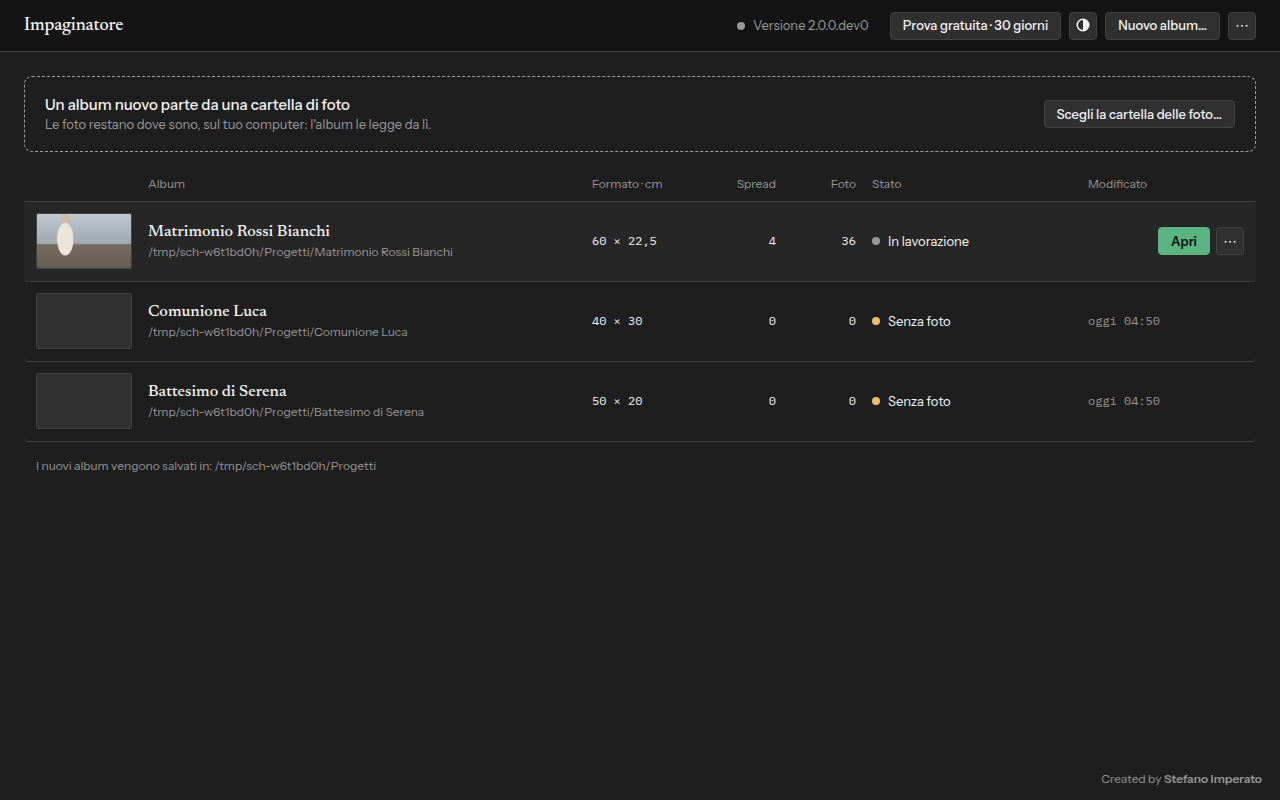 Impaginatore
Versione 2.0.0.dev0
Prova gratuita · 30 giorni
Nuovo album…
⋯
Un album nuovo parte da una cartella di foto
Le foto restano dove sono, sul tuo computer: l'album le legge da lì.
Scegli la cartella delle foto…
Album Formato · cm Spread Foto Stato Modificato
Matrimonio Rossi Bianchi
/tmp/sch-w6t1bd0h/Progetti/Matrimonio Rossi Bianchi
60 × 22,5 4 36 In lavorazione
Apri
⋯
Comunione Luca
/tmp/sch-w6t1bd0h/Progetti/Comunione Luca
40 × 30 0 0 Senza foto oggi 04:50
Battesimo di Serena
/tmp/sch-w6t1bd0h/Progetti/Battesimo di Serena
50 × 20 0 0 Senza foto oggi 04:50
I nuovi album vengono salvati in: /tmp/sch-w6t1bd0h/Progetti
Created by Stefano Imperato